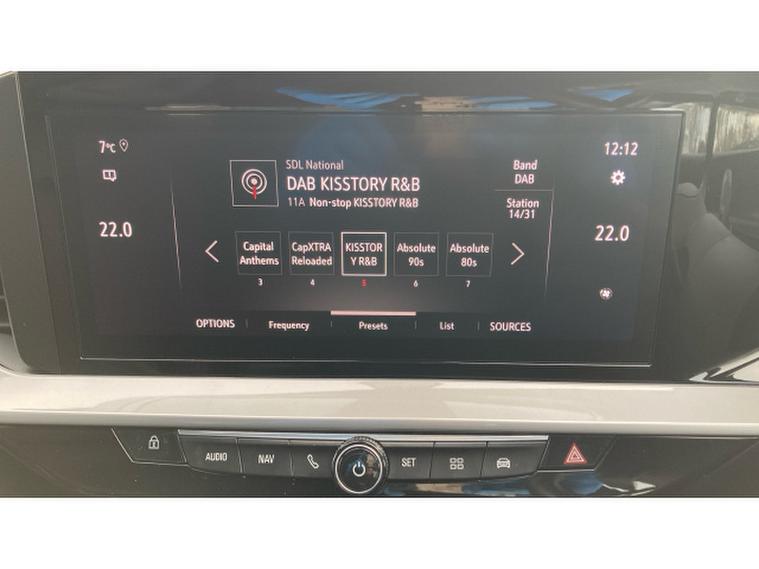 7°C
12:12
SDL National
DAB KISSTORY R&B
11A Non-stop KISSTORY R&B
Band
DAB
Station
14/31
22.0
22.0
Capital
Anthems
CapXTRA
Reloaded
KISSTOR
Y R&B
Absolute
90s
Absolute
80s
3 4 5 6 7
OPTIONS Frequency Presets List SOURCES
AUDIO NAV SET